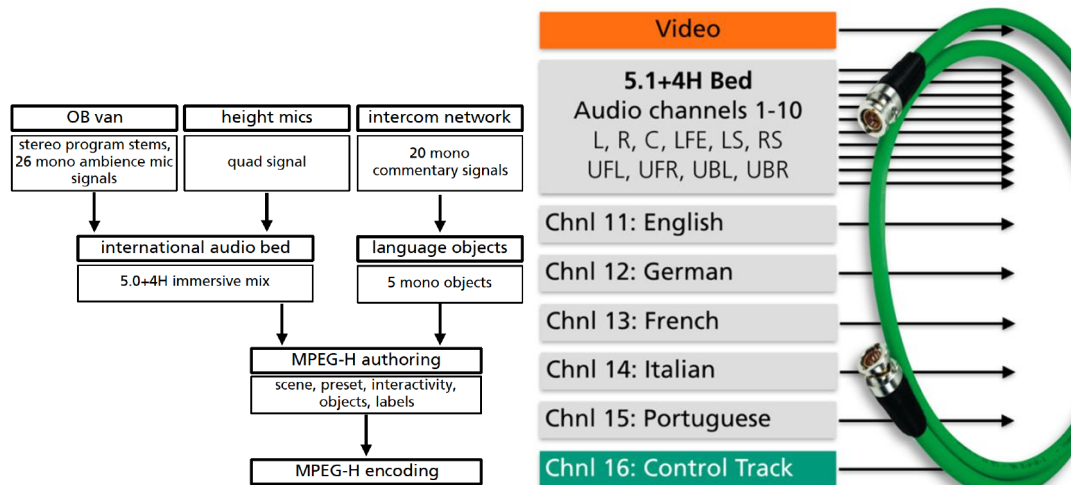 OB van
stereo program stems,
26 mono ambience mic
signals
height mics
quad signal
intercom network
20 mono
commentary signals
international audio bed
5.0+4H immersive mix
language objects
5 mono objects
MPEG-H authoring
scene, preset, interactivity,
objects, labels
MPEG-H encoding
Video
5.1+4H Bed
Audio channels 1-10
L, R, C, LFE, LS, RS
UFL, UFR, UBL, UBR
Chnl 11: English
Chnl 12: German
Chnl 13: French
Chnl 14: Italian
Chnl 15: Portuguese
Chnl 16: Control Track